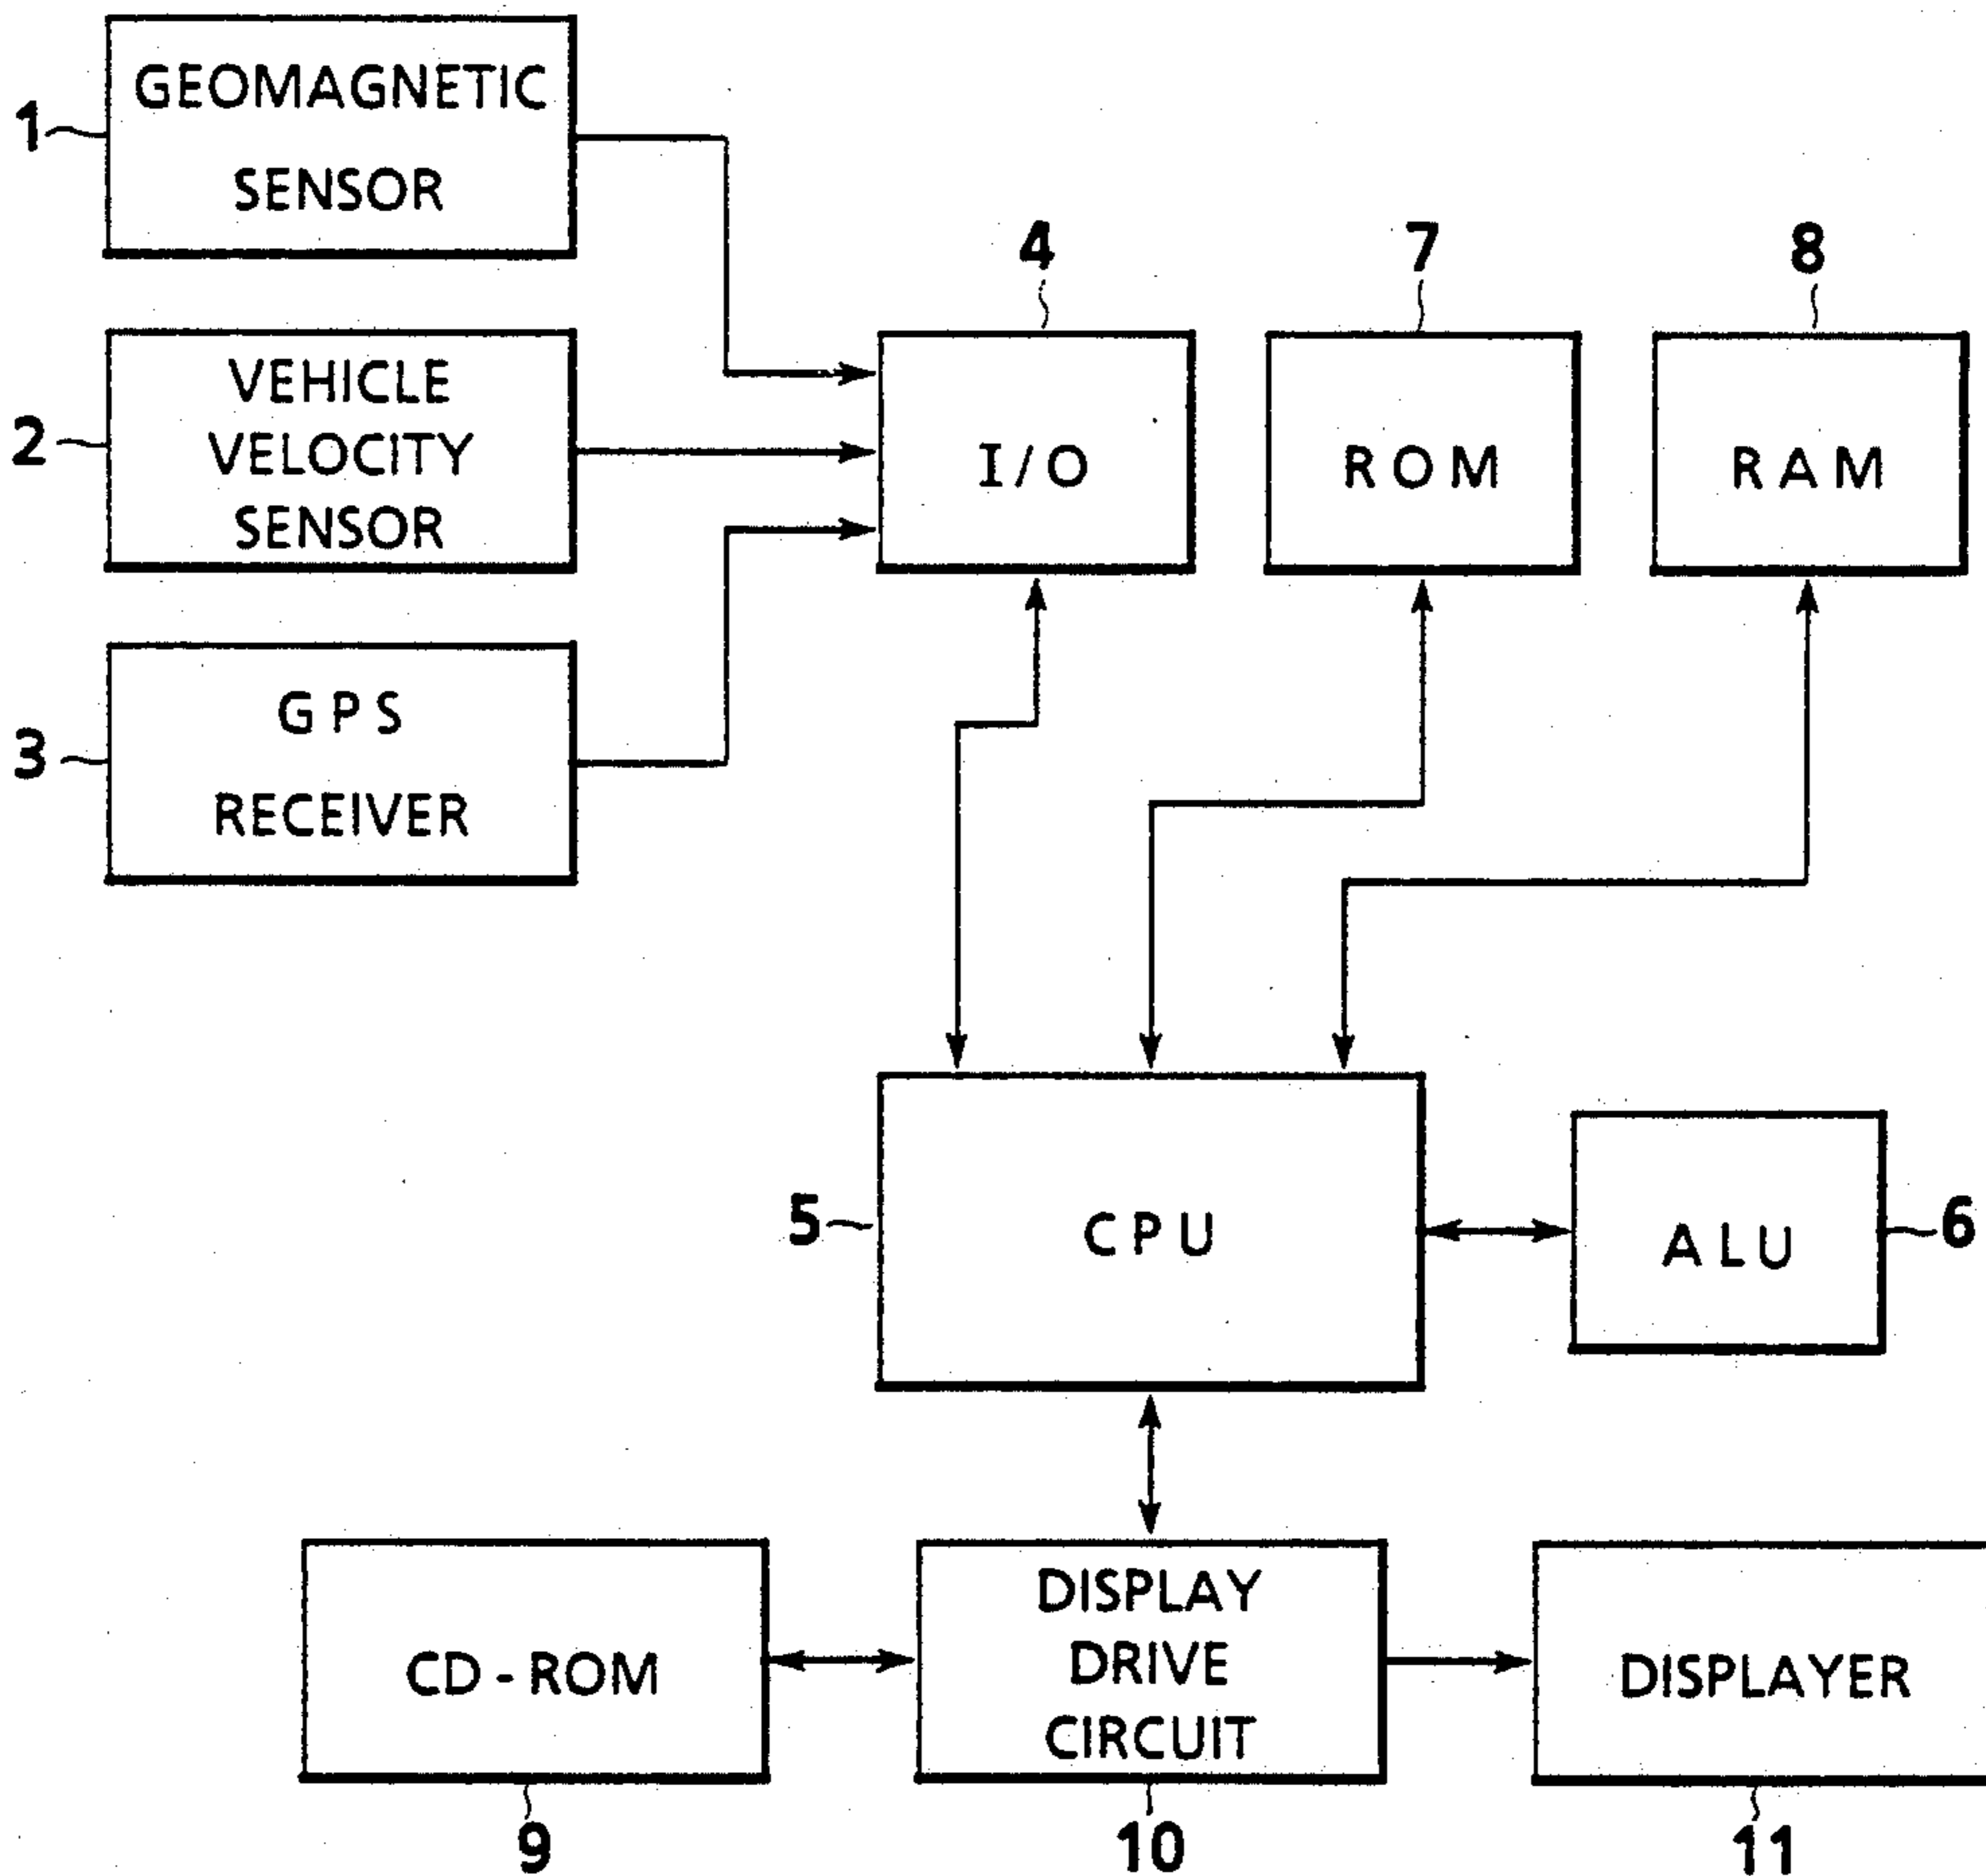 GEOMAGNETIC
SENSOR
1
VEHICLE
VELOCITY
SENSOR
2
GPS
RECEIVER
3
4
I/O
7
ROM
8
RAM
5
CPU
ALU
6
CD-ROM
9
DISPLAY
DRIVE
CIRCUIT
10
DISPLAYER
11